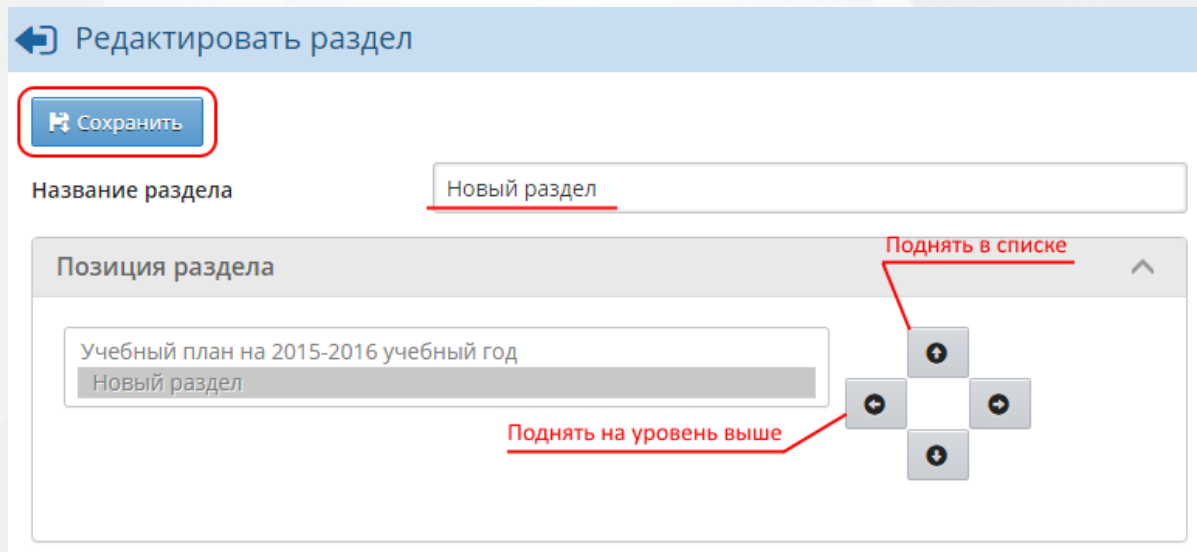 Редактировать раздел
Сохранить
Название раздела
Новый раздел
Поднять в списке
Позиция раздела
Учебный план на 2015-2016 учебный год
Новый раздел
Поднять на уровень выше